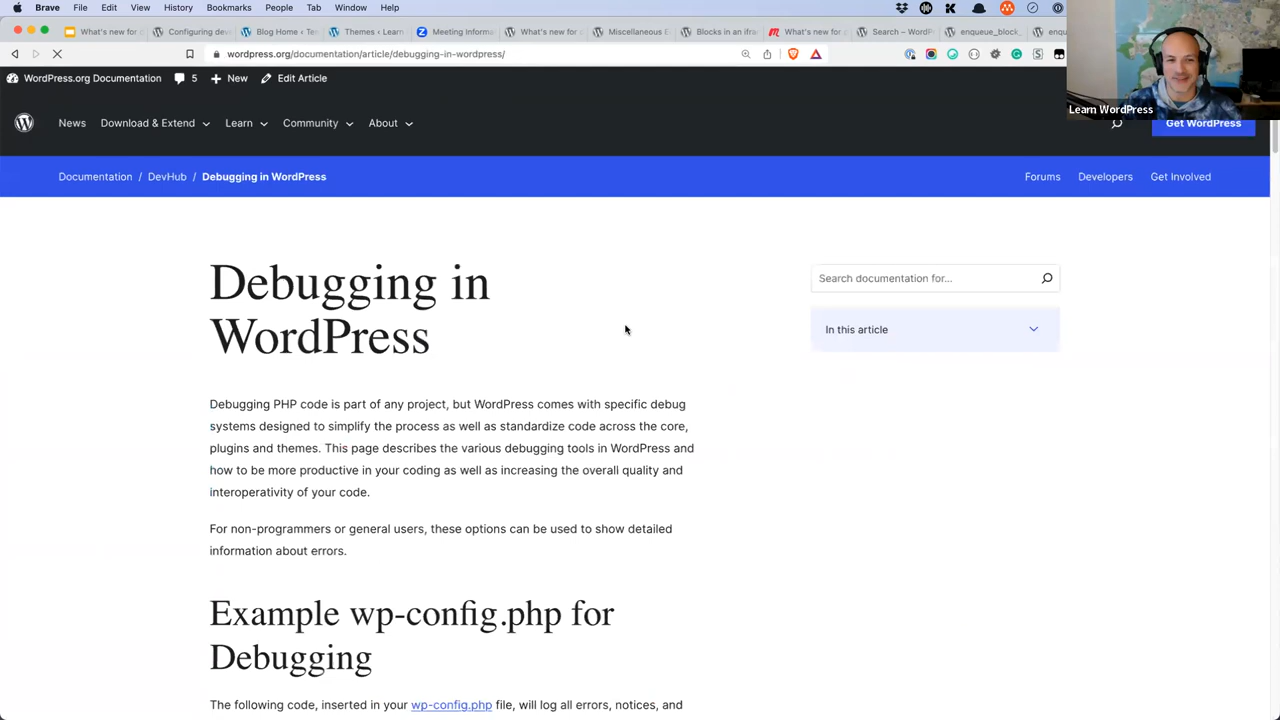 Brave File Edit View History Bookmarks People Tab Window Help
What's new for Configuring dev Blog Home < Te Themes < Learn Meeting Informa What's new for Miscellaneous E Blocks in an ifra What's new for a Search – WordP enqueue_block_ enqu
wordpress.org/documentation/article/debugging-in-wordpress/
WordPress.org Documentation 5 New Edit Article
Learn WordPress
News Download & Extend Learn Community About Get WordPress
Documentation / DevHub / Debugging in WordPress Forums Developers Get Involved
Debugging in
WordPress
Search documentation for...
In this article
Debugging PHP code is part of any project, but WordPress comes with specific debug
systems designed to simplify the process as well as standardize code across the core,
plugins and themes. This page describes the various debugging tools in WordPress and
how to be more productive in your coding as well as increasing the overall quality and
interoperativity of your code.
For non-programmers or general users, these options can be used to show detailed
information about errors.
Example wp-config.php for
Debugging
The following code, inserted in your wp-config.php file, will log all errors, notices, and